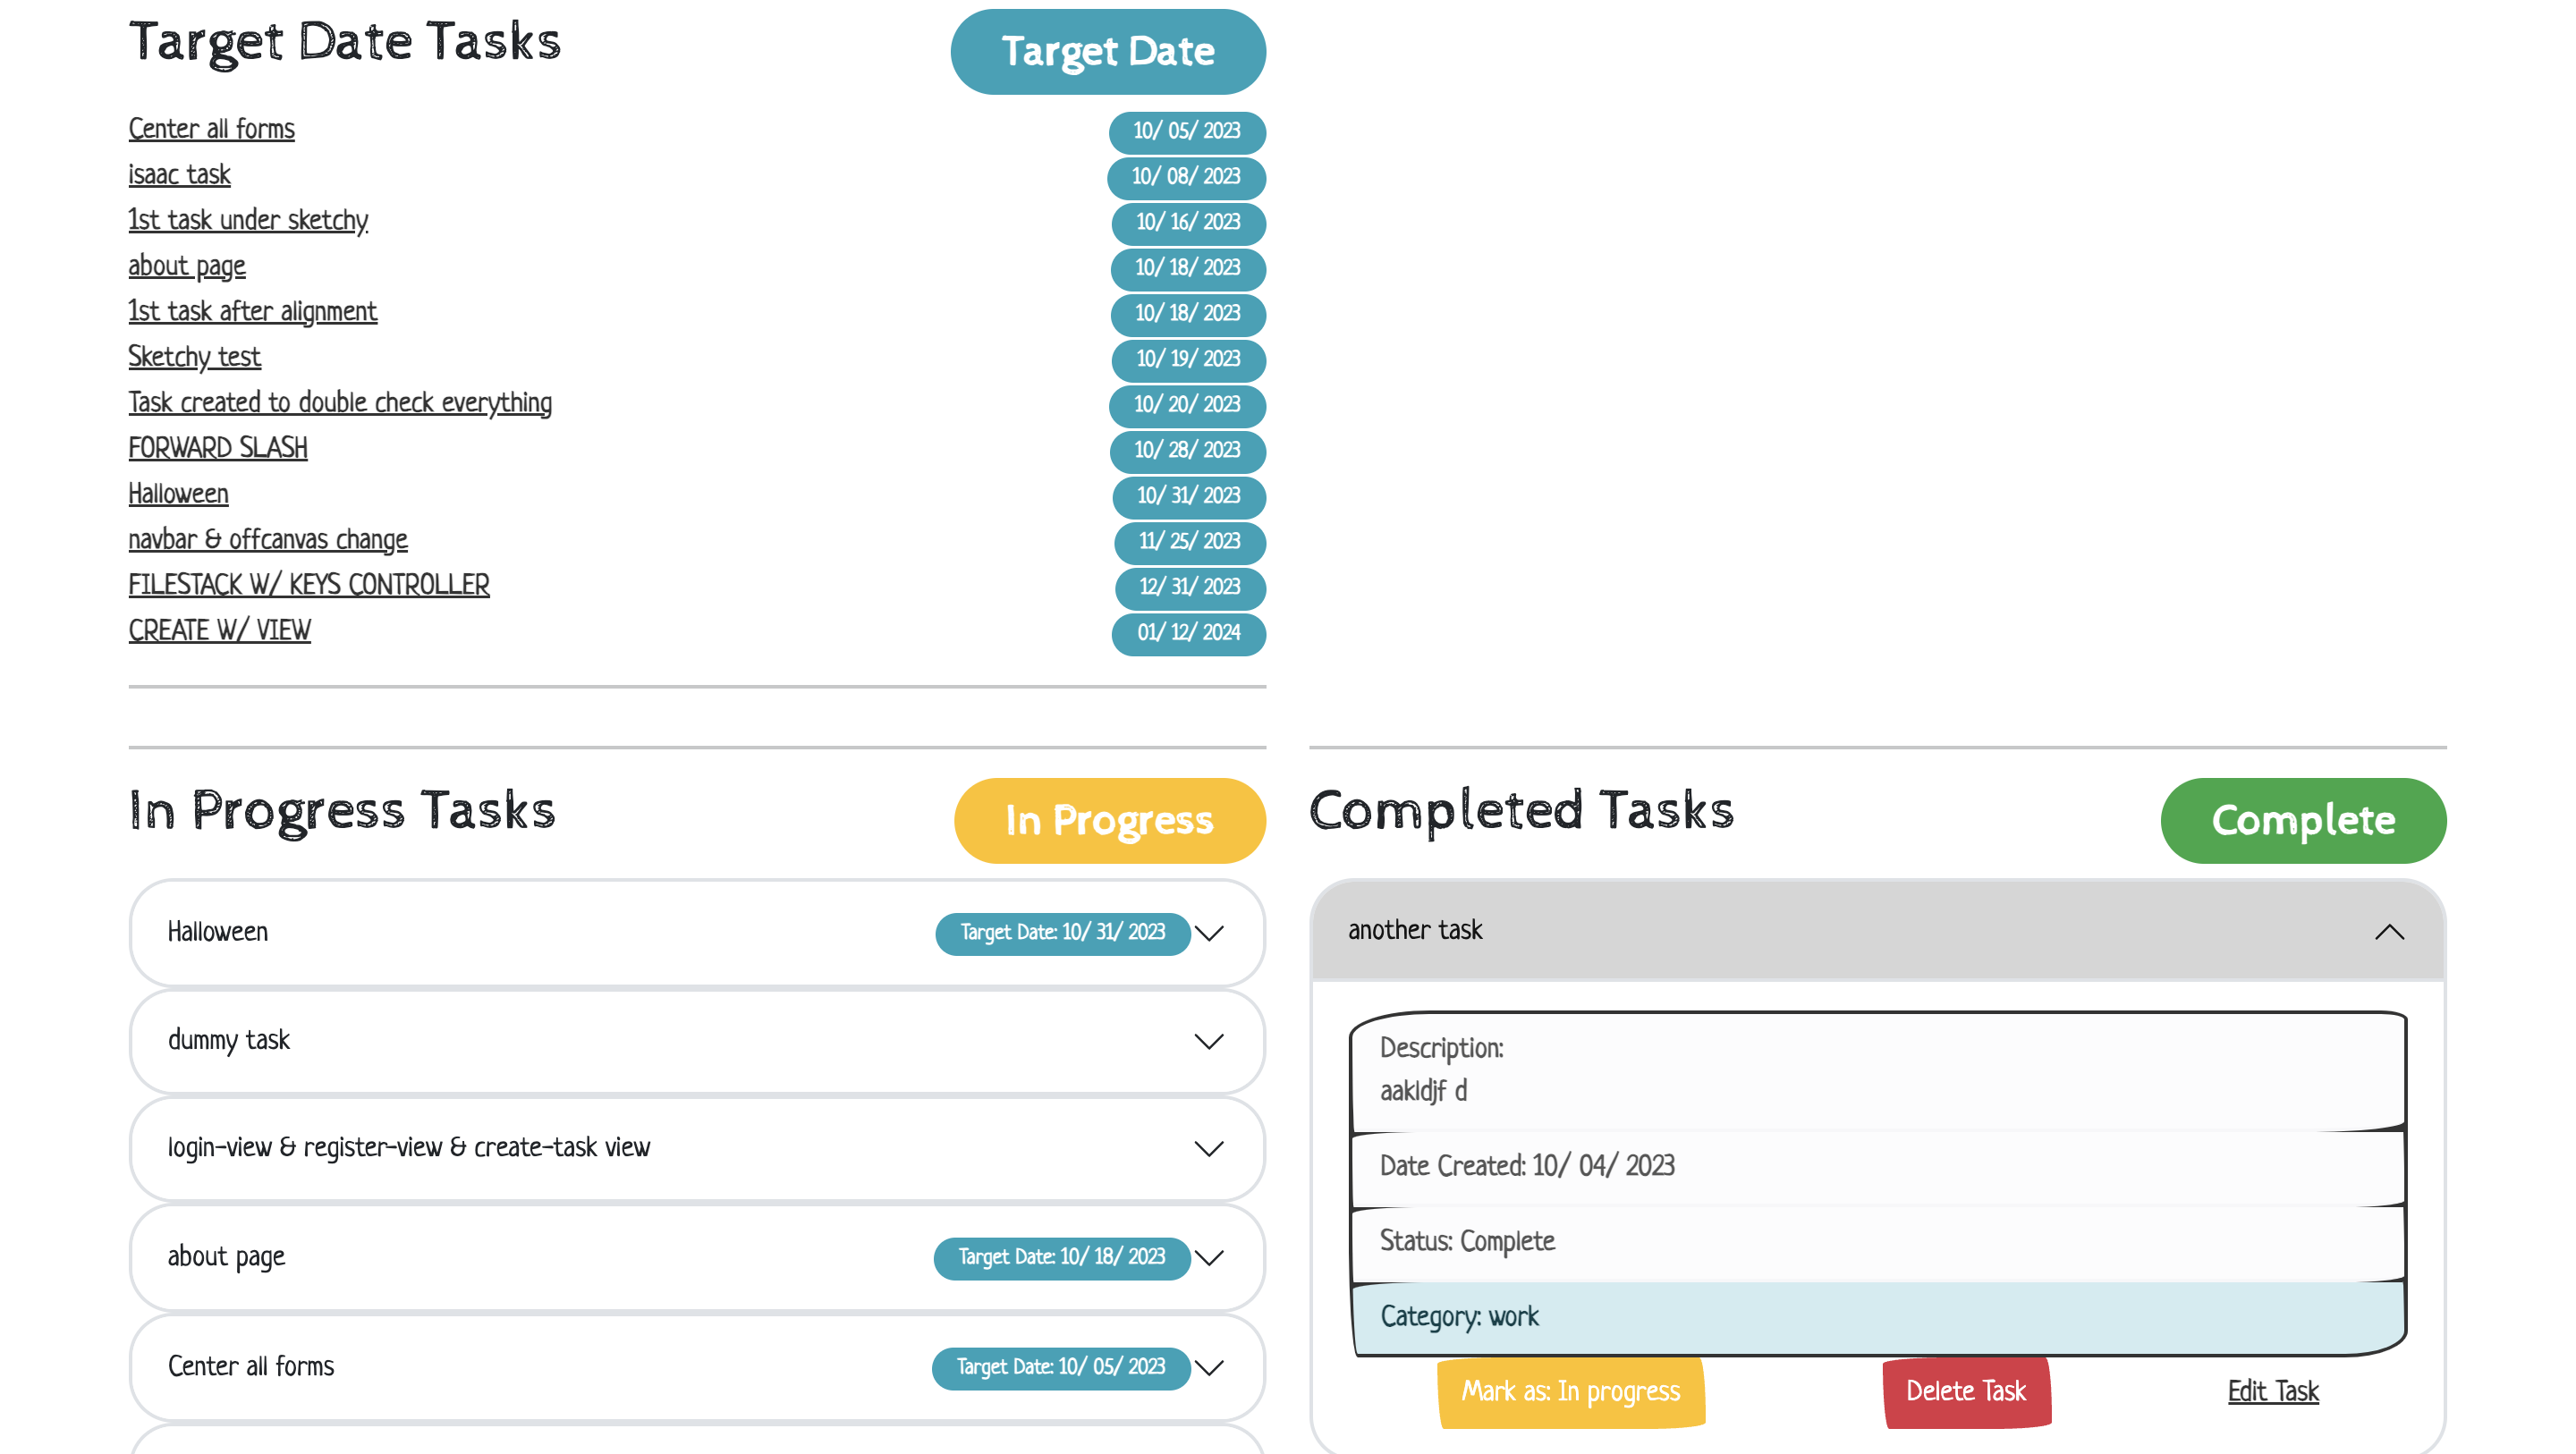 Target Date Tasks
Target Date
Center all forms
10/ 05/ 2023
isaac task
10/ 08/ 2023
1st task under sketchy
10/ 16/ 2023
about page
10/ 18/ 2023
1st task after alignment
10/ 18/ 2023
Sketchy test
10/ 19/ 2023
Task created to double check everything
10/ 20/ 2023
FORWARD SLASH
10/ 28/ 2023
Halloween
10/ 31/ 2023
navbar & offcanvas change
11/ 25/ 2023
FILESTACK W/ KEYS CONTROLLER
12/ 31/ 2023
CREATE W/ VIEW
01/ 12/ 2024
In Progress Tasks
In Progress
Halloween
Target Date: 10/ 31/ 2023
dummy task
login-view & register-view & create-task view
about page
Target Date: 10/ 18/ 2023
Center all forms
Target Date: 10/ 05/ 2023
Completed Tasks
Complete
another task
Description:
aakldjf d
Date Created: 10/ 04/ 2023
Status: Complete
Category: work
Mark as: In progress
Delete Task
Edit Task